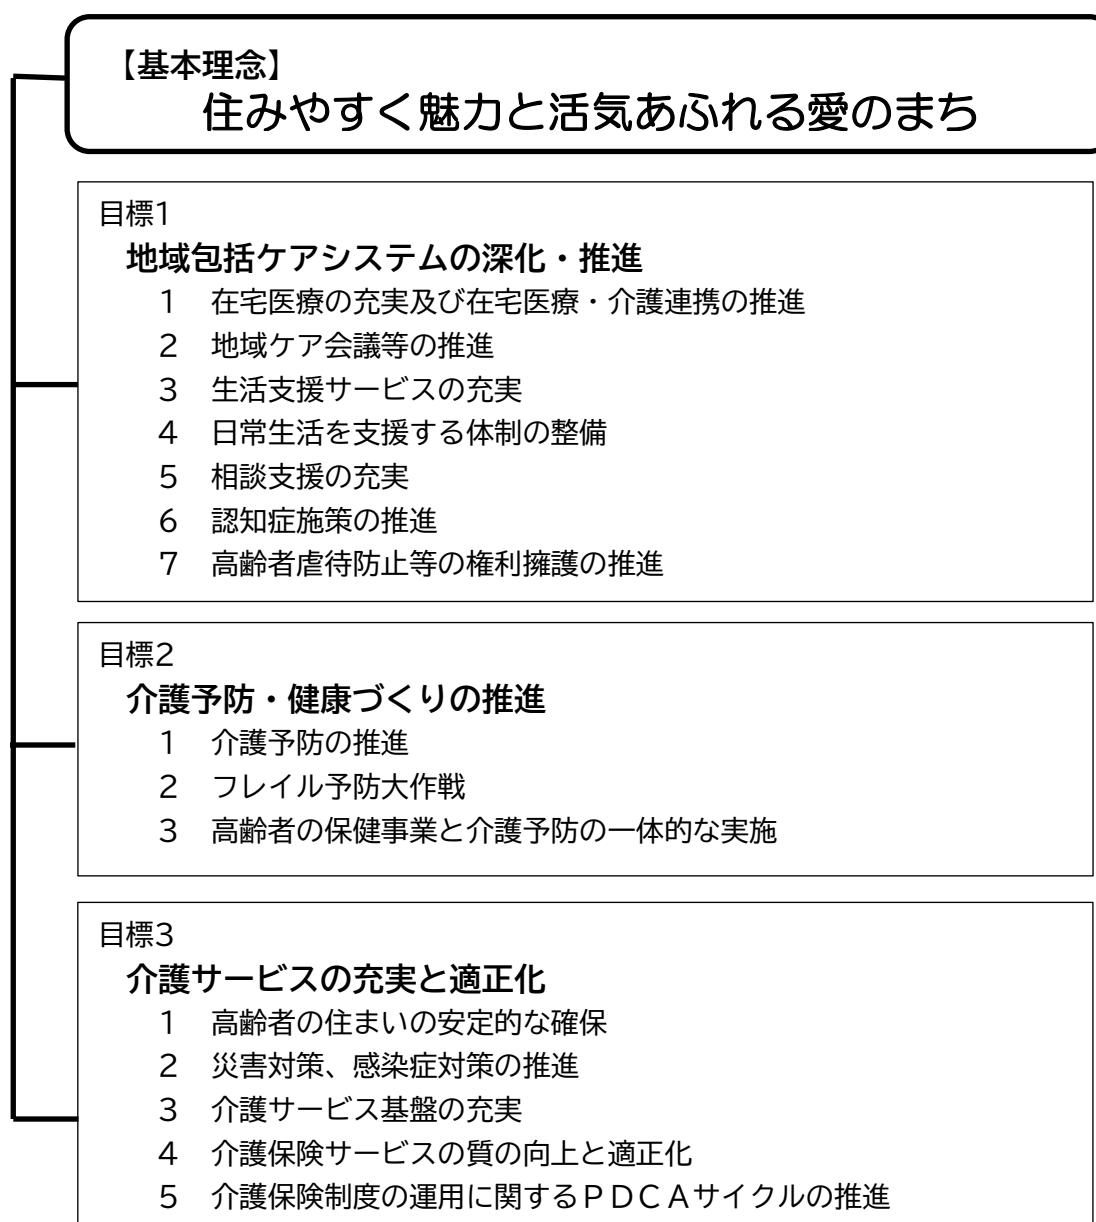 【基本理念】
住みやすく魅力と活気あふれる愛のまち
目標1
地域包括ケアシステムの深化・推進
1 在宅医療の充実及び在宅医療・介護連携の推進
2 地域ケア会議等の推進
3 生活支援サービスの充実
4 日常生活を支援する体制の整備
5 相談支援の充実
6 認知症施策の推進
7 高齢者虐待防止等の権利擁護の推進
目標2
介護予防・健康づくりの推進
1 介護予防の推進
2 フレイル予防大作戦
3 高齢者の保健事業と介護予防の一体的な実施
目標3
介護サービスの充実と適正化
1 高齢者の住まいの安定的な確保
2 災害対策、感染症対策の推進
3 介護サービス基盤の充実
4 介護保険サービスの質の向上と適正化
5 介護保険制度の運用に関するＰＤＣＡサイクルの推進